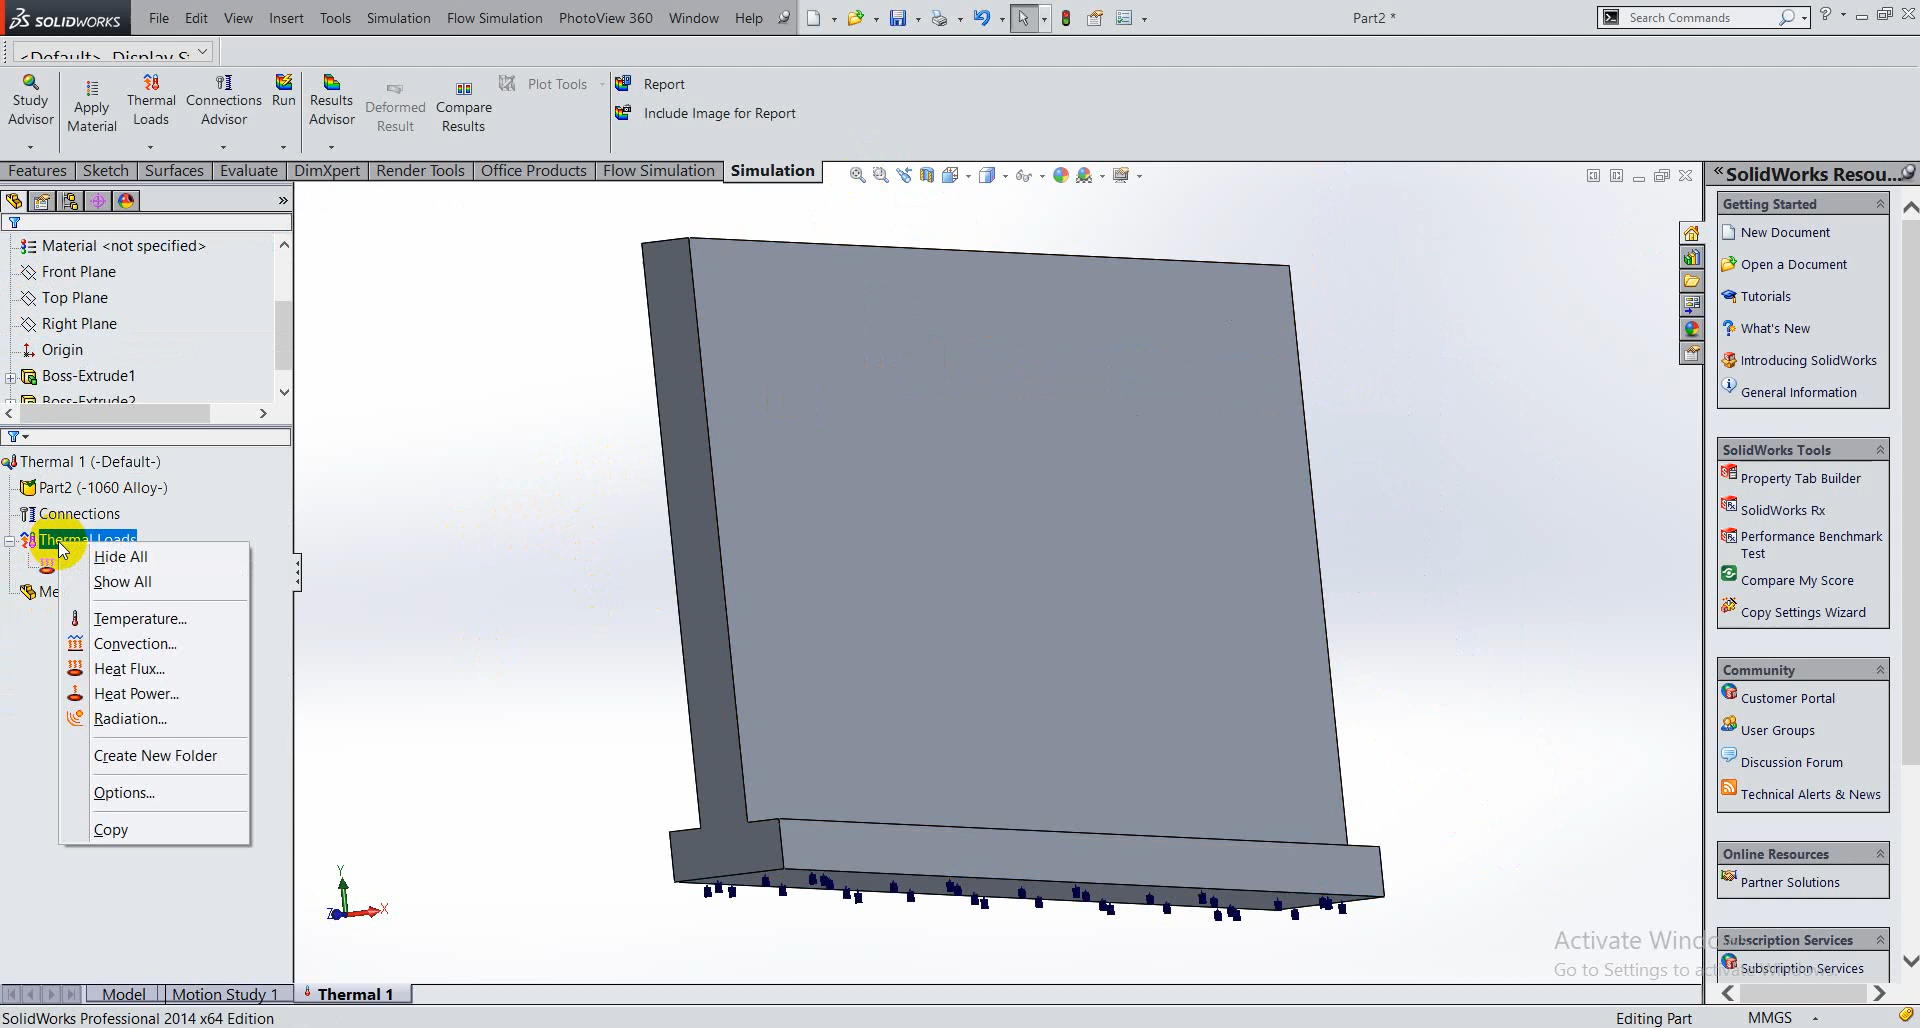 SOLIDWORKS File Edit View Insert Tools Simulation Flow Simulation PhotoView 360 Window Help Part2 * Search Commands
<Default>_Display S
Study Advisor
Apply Material
Thermal Loads
Connections Advisor
Run
Results Advisor
Deformed Result
Compare Results
Plot Tools
Report
Include Image for Report
Features Sketch Surfaces Evaluate DimXpert Render Tools Office Products Flow Simulation Simulation
Material <not specified>
Front Plane
Top Plane
Right Plane
Origin
Boss-Extrude1
Boss-Extrude2
Thermal 1 (-Default-)
Part2 (-1060 Alloy-)
Connections
Thermal Loads
Me
Hide All
Show All
Temperature...
Convection...
Heat Flux...
Heat Power...
Radiation...
Create New Folder
Options...
Copy
Y
X
Z
SolidWorks Resou...
Getting Started
New Document
Open a Document
Tutorials
What's New
Introducing SolidWorks
General Information
SolidWorks Tools
Property Tab Builder
SolidWorks Rx
Performance Benchmark
Test
Compare My Score
Copy Settings Wizard
Community
Customer Portal
User Groups
Discussion Forum
Technical Alerts & News
Online Resources
Partner Solutions
Subscription Services
Subscription Services
Activate Windo
Go to Settings to activate Windows.
Model Motion Study 1 Thermal 1
SolidWorks Professional 2014 x64 Edition Editing Part MMGS